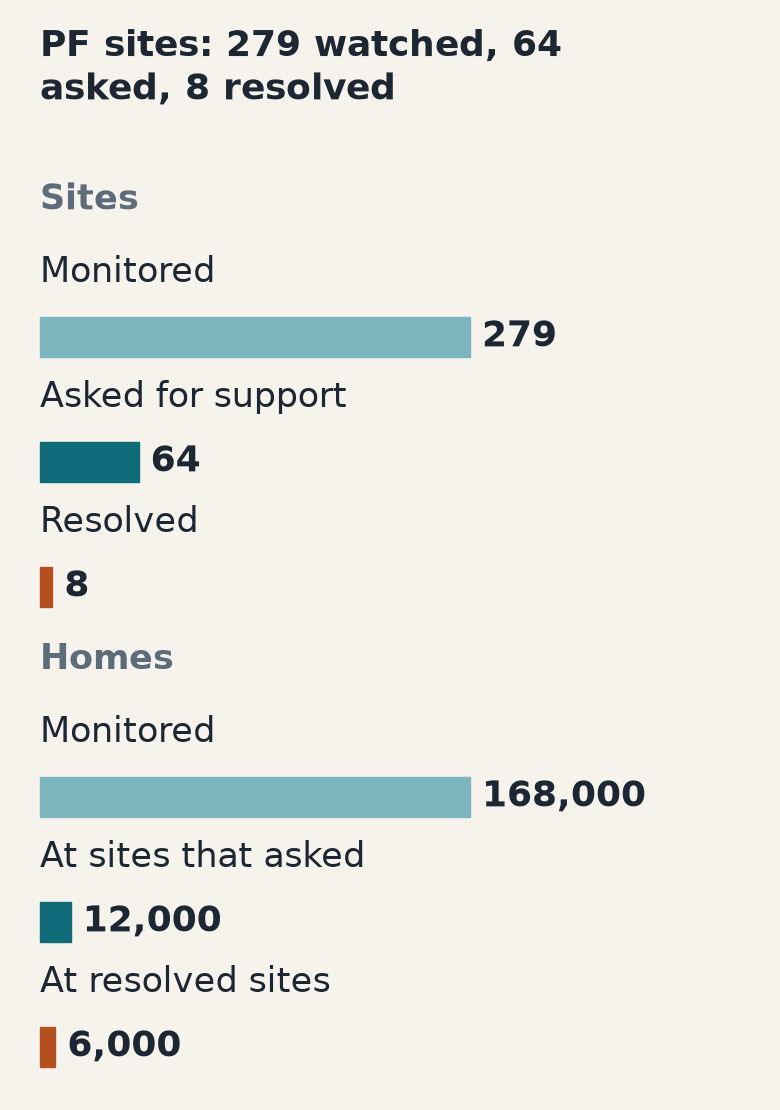 PF sites: 279 watched, 64
asked, 8 resolved
Sites
Monitored
279
Asked for support
64
Resolved
8
Homes
Monitored
168,000
At sites that asked
12,000
At resolved sites
6,000